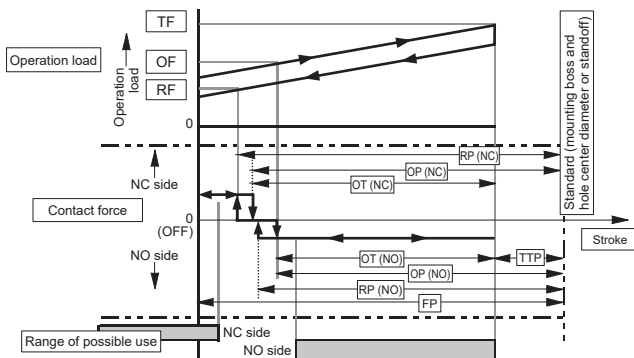 TF
Operation load
OF
RF
Operation
load
0
RP (NC)
OP (NC)
OT (NC)
NC side
Contact force
0
(OFF)
Stroke
NO side
OT (NO)
TTP
OP (NO)
RP (NO)
FP
Standard (mounting boss and
hole center diameter or standoff)
Range of possible use
NC side
NO side